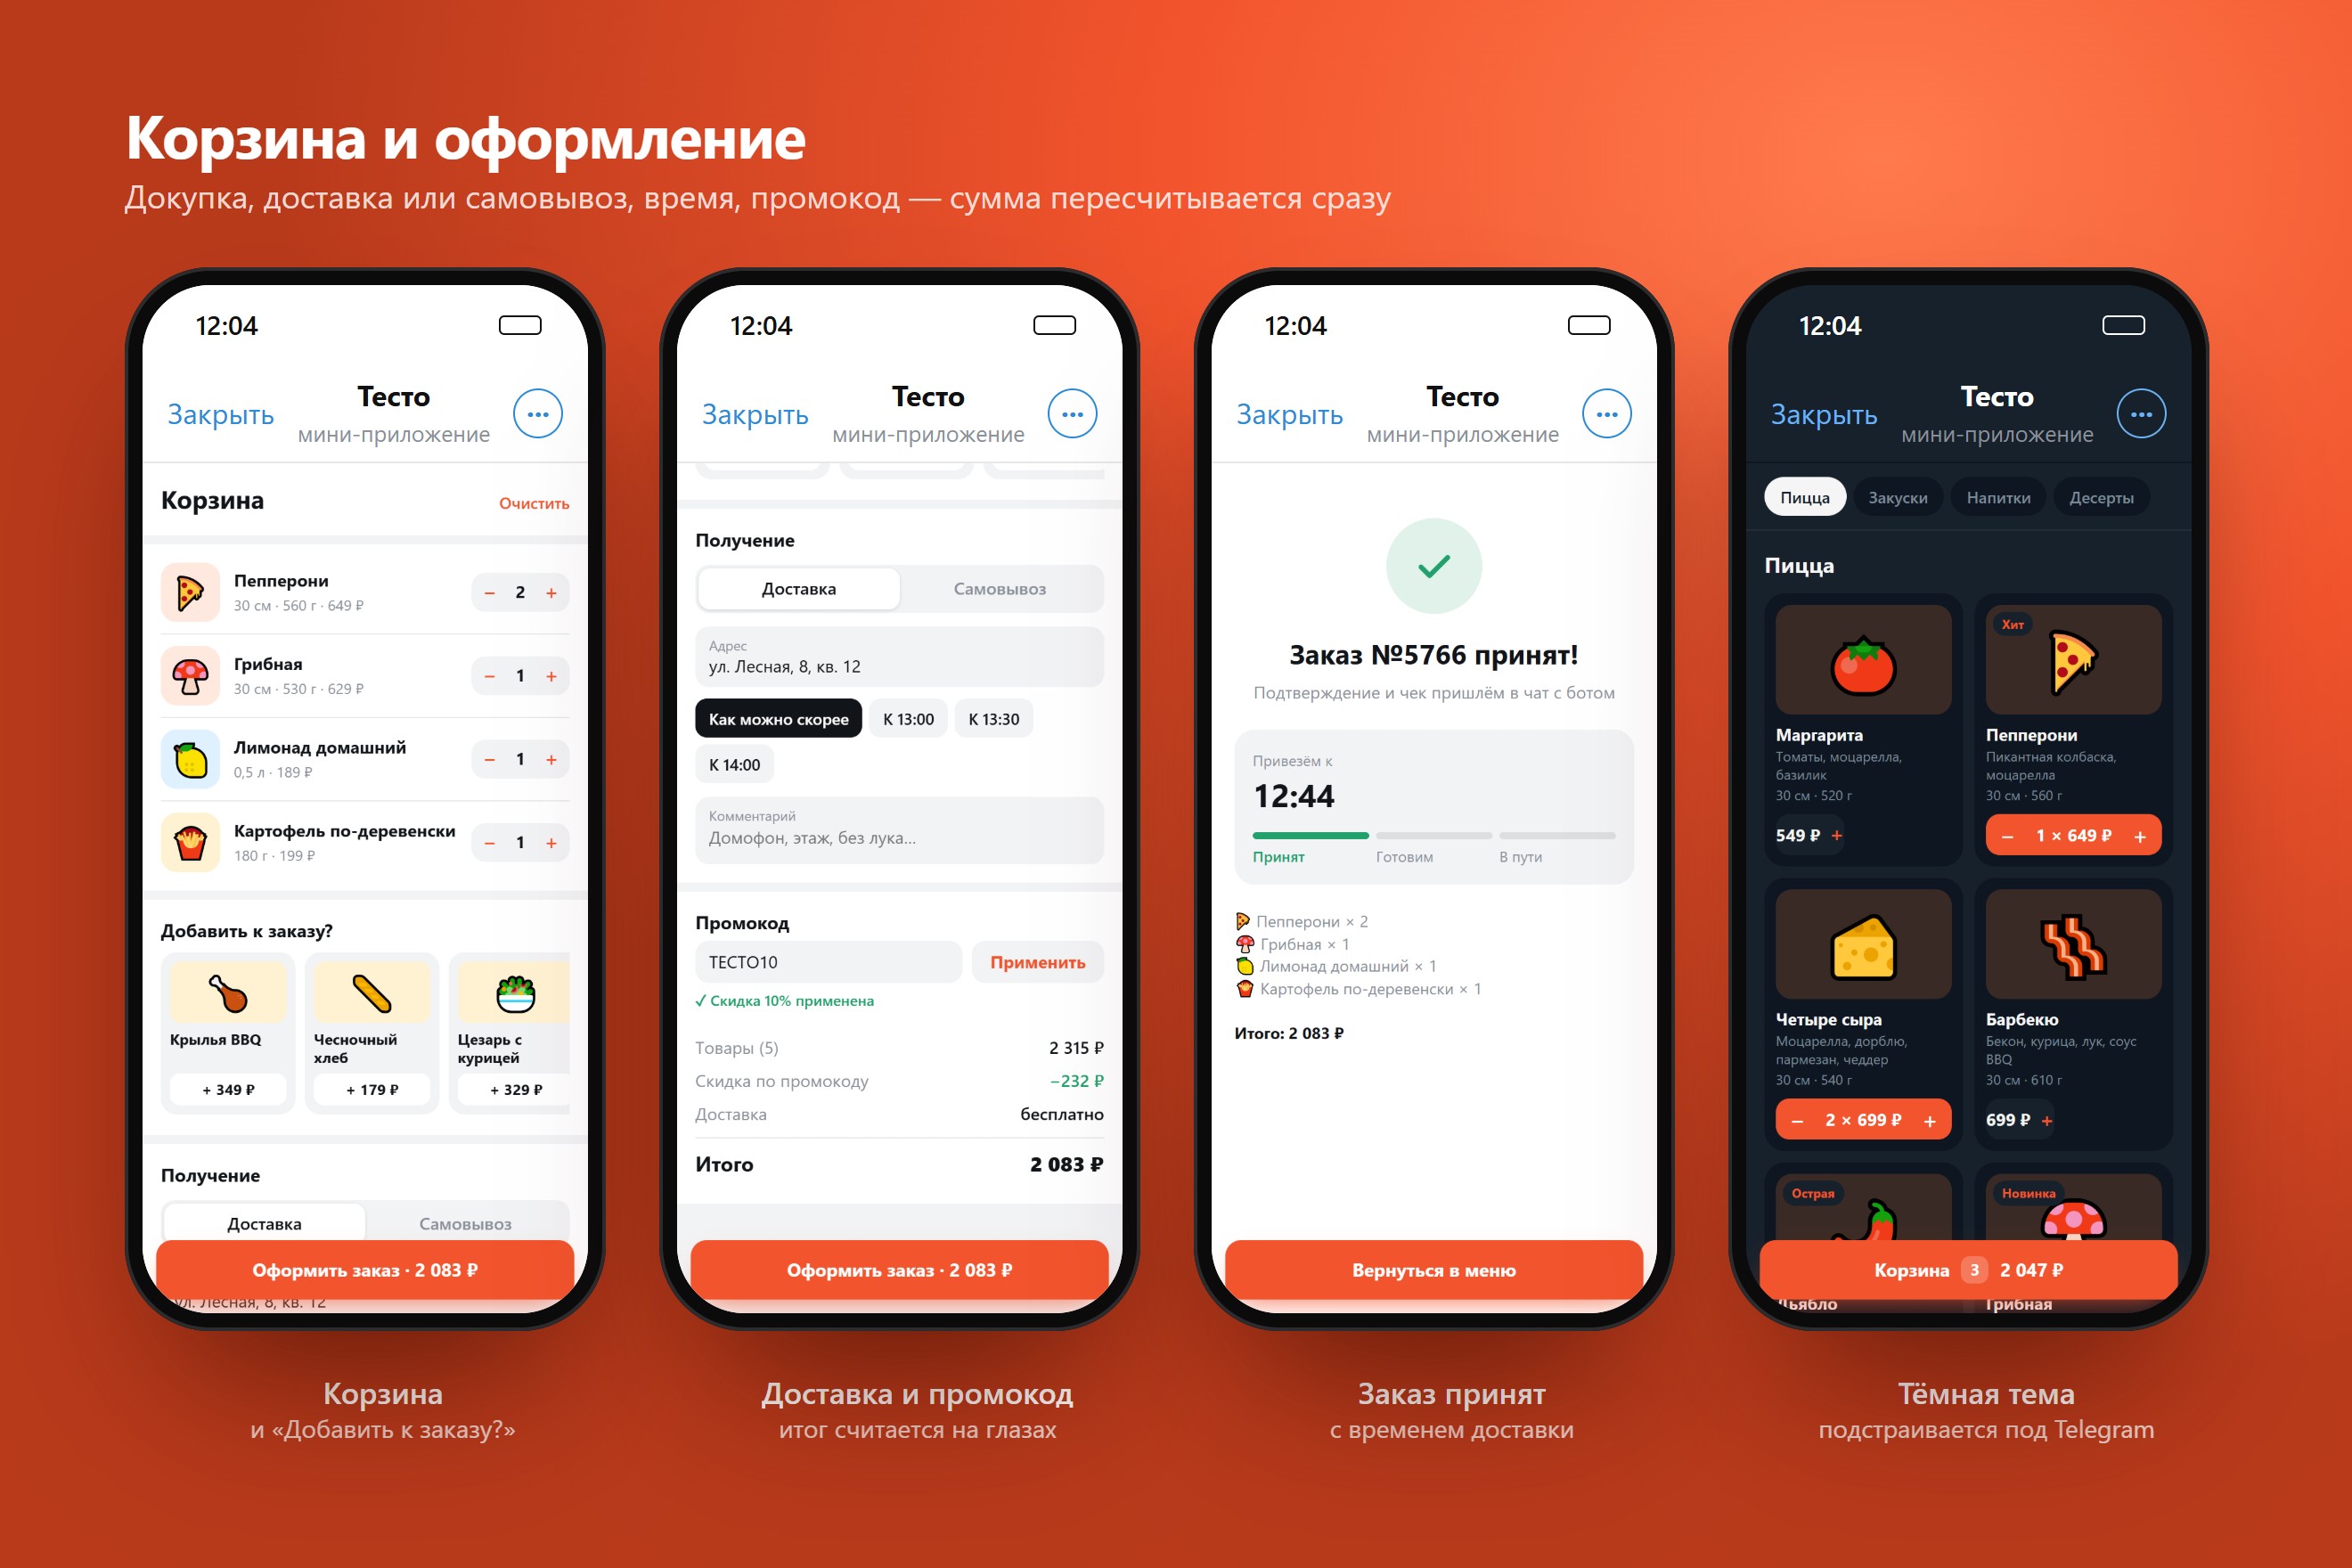 Корзина и оформление
Докупка, доставка или самовывоз, время, промокод — сумма пересчитывается сразу
12:04
Закрыть
Тесто
мини-приложение
Корзина
Очистить
Пепперони
30 см · 560 г · 649 ₽
− 2 +
Грибная
30 см · 530 г · 629 ₽
− 1 +
Лимонад домашний
0,5 л · 189 ₽
− 1 +
Картофель по-деревенски
180 г · 199 ₽
− 1 +
Добавить к заказу?
Крылья BBQ
+ 349 ₽
Чесночный
хлеб
+ 179 ₽
Цезарь с
курицей
+ 329 ₽
Получение
Доставка
Самовывоз
Оформить заказ · 2 083 ₽
ул. Лесная, 8, кв. 12
Корзина
и «Добавить к заказу?»
12:04
Закрыть
Тесто
мини-приложение
Получение
Доставка
Самовывоз
Адрес
ул. Лесная, 8, кв. 12
Как можно скорее
К 13:00
К 13:30
К 14:00
Комментарий
Домофон, этаж, без лука...
Промокод
ТЕСТО10
Применить
✓ Скидка 10% применена
Товары (5)
2 315 ₽
Скидка по промокоду
−232 ₽
Доставка
бесплатно
Итого
2 083 ₽
Оформить заказ · 2 083 ₽
Доставка и промокод
итог считается на глазах
12:04
Закрыть
Тесто
мини-приложение
Заказ №5766 принят!
Подтверждение и чек пришлём в чат с ботом
Привезём к
12:44
Принят
Готовим
В пути
Пепперони × 2
Грибная × 1
Лимонад домашний × 1
Картофель по-деревенски × 1
Итого: 2 083 ₽
Вернуться в меню
Заказ принят
с временем доставки
12:04
Закрыть
Тесто
мини-приложение
Пицца
Закуски
Напитки
Десерты
Пицца
Маргарита
Томаты, моцарелла,
базилик
30 см · 520 г
549 ₽ +
Хит
Пепперони
Пикантная колбаска,
моцарелла
30 см · 560 г
− 1 × 649 ₽ +
Четыре сыра
Моцарелла, дорблю,
пармезан, чеддер
30 см · 540 г
− 2 × 699 ₽ +
Барбекю
Бекон, курица, лук, соус
BBQ
30 см · 610 г
699 ₽ +
Острая
Новинка
Корзина 3 2 047 ₽
Дьябло
Грибная
Тёмная тема
подстраивается под Telegram